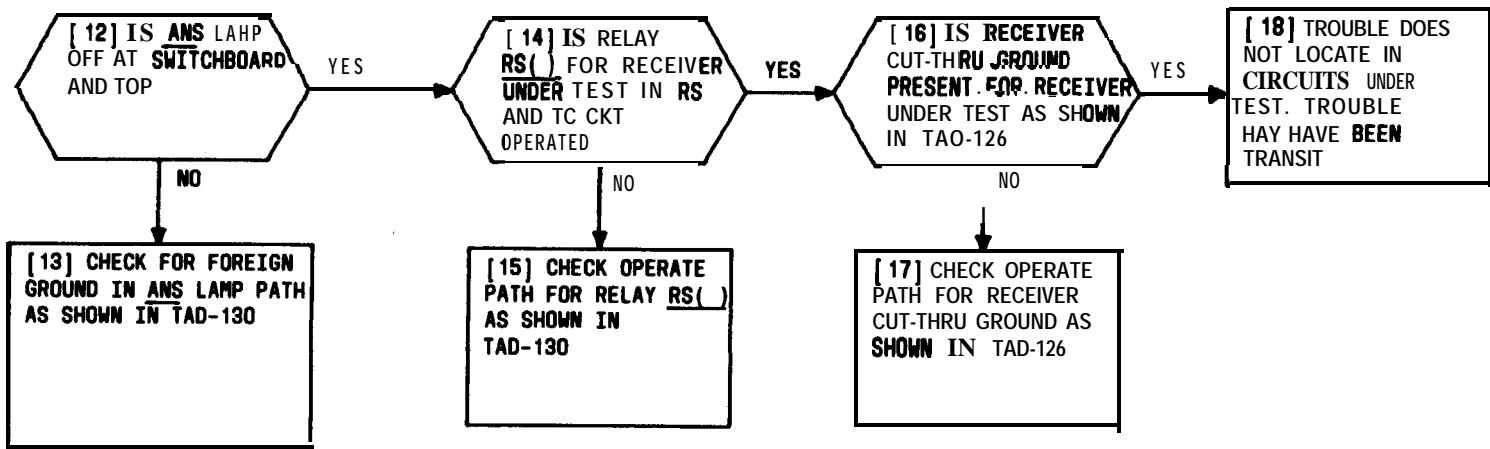 [12] IS ANS LAHP
OFF AT SWITCHBOARD
AND TOP
YES
NO
[13] CHECK FOR FOREIGN
GROUND IN ANS LAMP PATH
AS SHOWN IN TAD-130
[14] IS RELAY
RS( ) FOR RECEIVER
UNDER TEST IN RS
AND TC CKT
OPERATED
YES
NO
[15] CHECK OPERATE
PATH FOR RELAY RS( )
AS SHOWN IN
TAD-130
[16] IS RECEIVER
CUT-THRU GROUND
PRESENT FOR RECEIVER
UNDER TEST AS SHOWN
IN TAO-126
YES
NO
[17] CHECK OPERATE
PATH FOR RECEIVER
CUT-THRU GROUND AS
SHOWN IN TAD-126
[18] TROUBLE DOES
NOT LOCATE IN
CIRCUITS UNDER
TEST. TROUBLE
HAY HAVE BEEN
TRANSIT